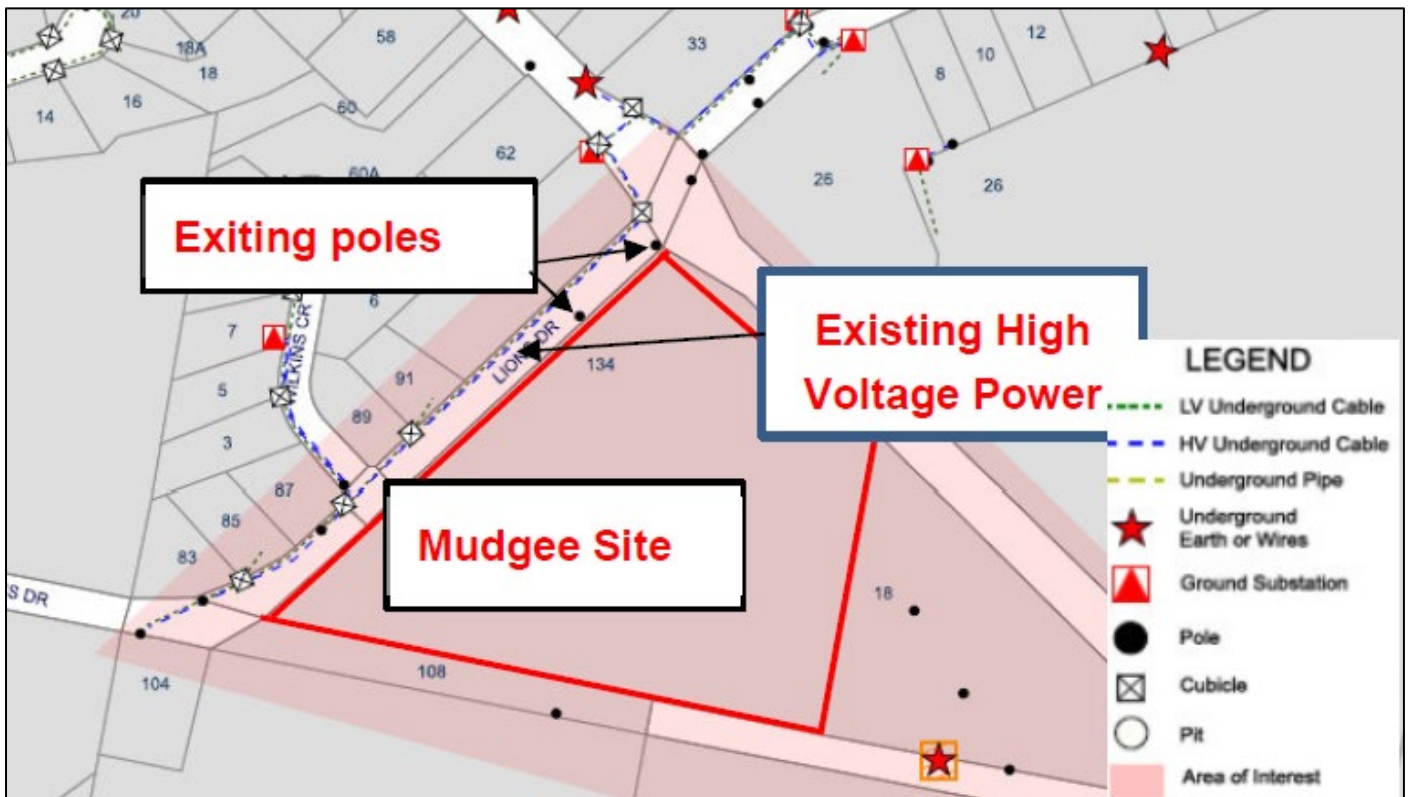 20
18A
18
58
33
12
10
8
14
16
60
62
60A
26
26
Exiting poles
6
7
WILKINS CR
5
91
LIONS DR
134
Existing High
Voltage Power
89
3
87
85
83
Mudgee Site
S DR
18
108
104
LEGEND
LV Underground Cable
HV Underground Cable
Underground Pipe
Underground
Earth or Wires
Ground Substation
Pole
Cubicle
Pit
Area of Interest